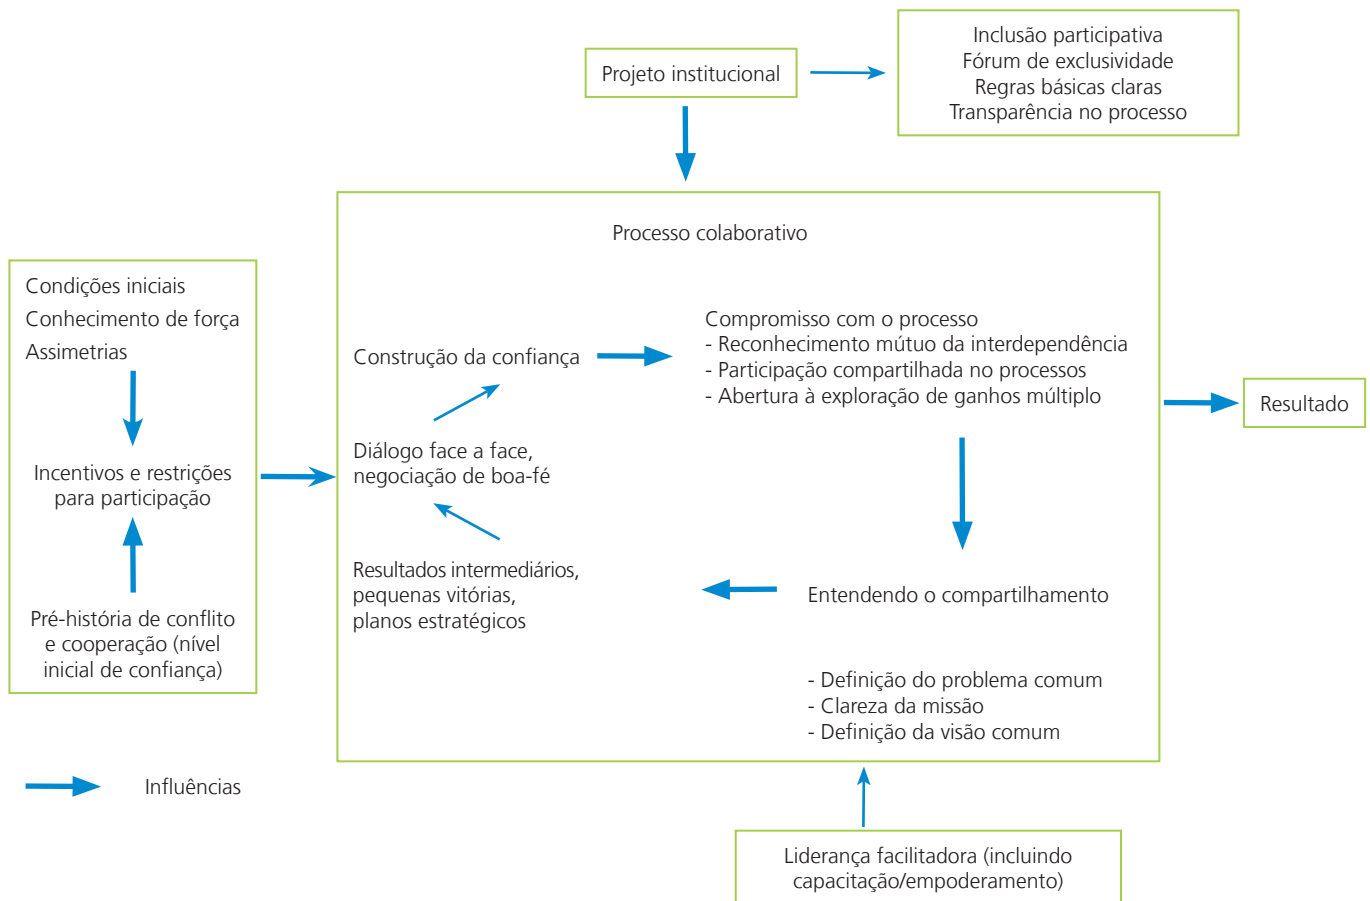 Projeto institucional
Inclusão participativa
Fórum de exclusividade
Regras básicas claras
Transparência no processo
Condições iniciais
Conhecimento de força
Assimetrias
Incentivos e restrições
para participação
Pré-história de conflito
e cooperação (nível
inicial de confiança)
Processo colaborativo
Construção da confiança
Compromisso com o processo
- Reconhecimento mútuo da interdependência
- Participação compartilhada no processos
- Abertura à exploração de ganhos múltiplo
Diálogo face a face,
negociação de boa-fé
Resultados intermediários,
pequenas vitórias,
planos estratégicos
Entendendo o compartilhamento
- Definição do problema comum
- Clareza da missão
- Definição da visão comum
Resultado
Influências
Liderança facilitadora (incluindo
capacitação/empoderamento)